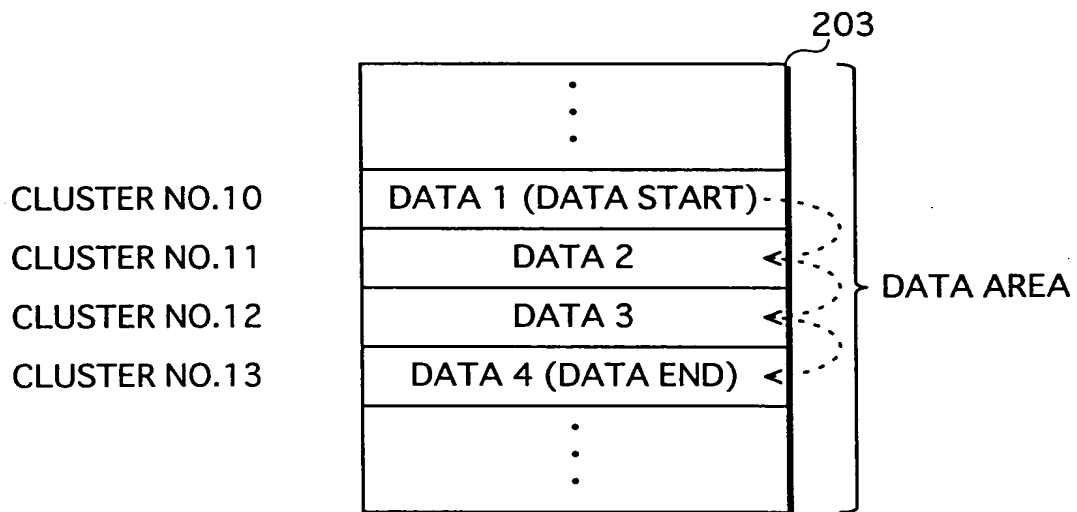 203
CLUSTER NO.10 DATA 1 (DATA START)
CLUSTER NO.11 DATA 2
DATA AREA
CLUSTER NO.12 DATA 3
CLUSTER NO.13 DATA 4 (DATA END)